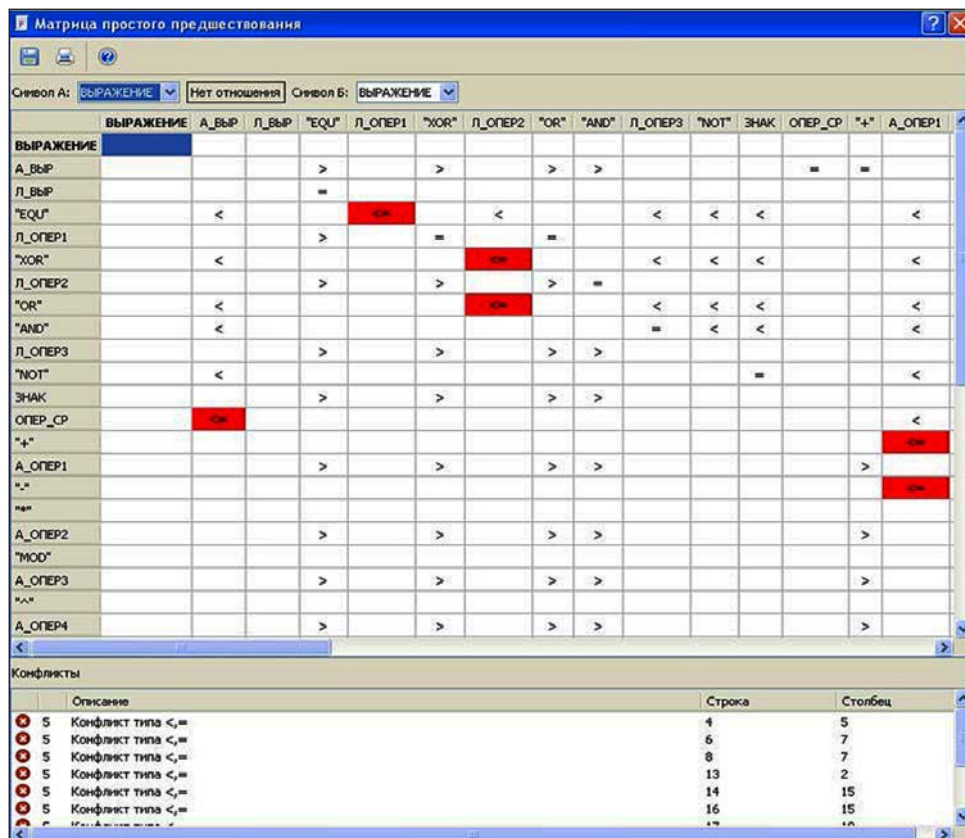 Матрица простого предшествования
Символ А: ВЫРАЖЕНИЕ Нет отношения Символ Б: ВЫРАЖЕНИЕ
ВЫРАЖЕНИЕ А_ВЫР Л_ВЫР "EQU" Л_ОПЕР1 "XOR" Л_ОПЕР2 "OR" "AND" Л_ОПЕР3 "NOT" ЗНАК ОПЕР_СР "+" А_ОПЕР1
ВЫРАЖЕНИЕ
А_ВЫР > > > > = =
Л_ВЫР =
"EQU" < <= < < < < <
Л_ОПЕР1 > = =
"XOR" < <= < < < <
Л_ОПЕР2 > > > =
"OR" < <= < < < <
"AND" < = < < <
Л_ОПЕР3 > > > >
"NOT" < = <
ЗНАК > > > >
ОПЕР_СР <= <
"+" <=
А_ОПЕР1 > > > > >
"-" <=
"*"
А_ОПЕР2 > > > > >
"MOD"
А_ОПЕР3 > > > > >
"^"
А_ОПЕР4 > > > > >
Конфликты
Описание Строка Столбец
5 Конфликт типа <,= 4 5
5 Конфликт типа <,= 6 7
5 Конфликт типа <,= 8 7
5 Конфликт типа <,= 13 2
5 Конфликт типа <,= 14 15
5 Конфликт типа <,= 16 15